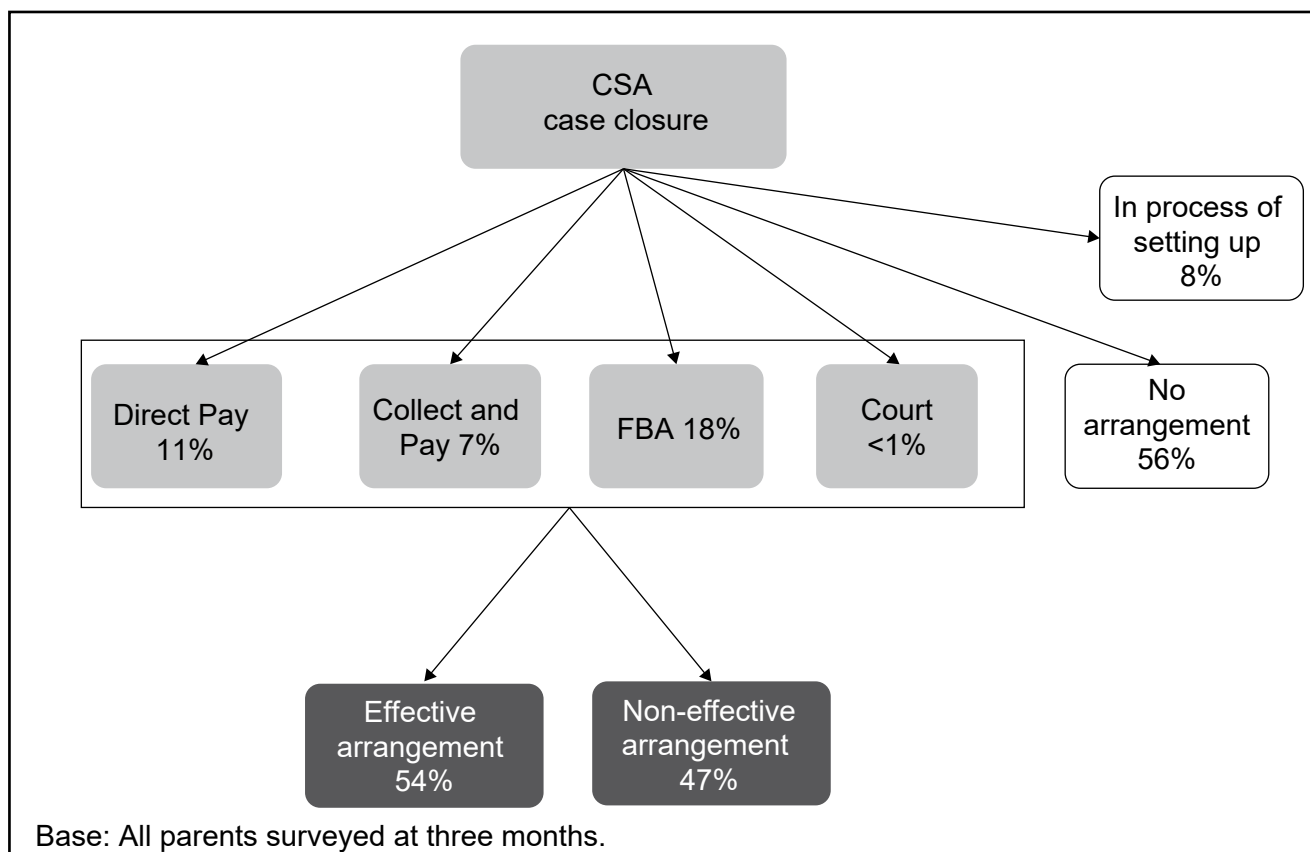 CSA
case closure
In process of
setting up
8%
Direct Pay
11%
Collect and
Pay 7%
FBA 18%
Court
<1%
No
arrangement
56%
Effective
arrangement
54%
Non-effective
arrangement
47%
Base: All parents surveyed at three months.